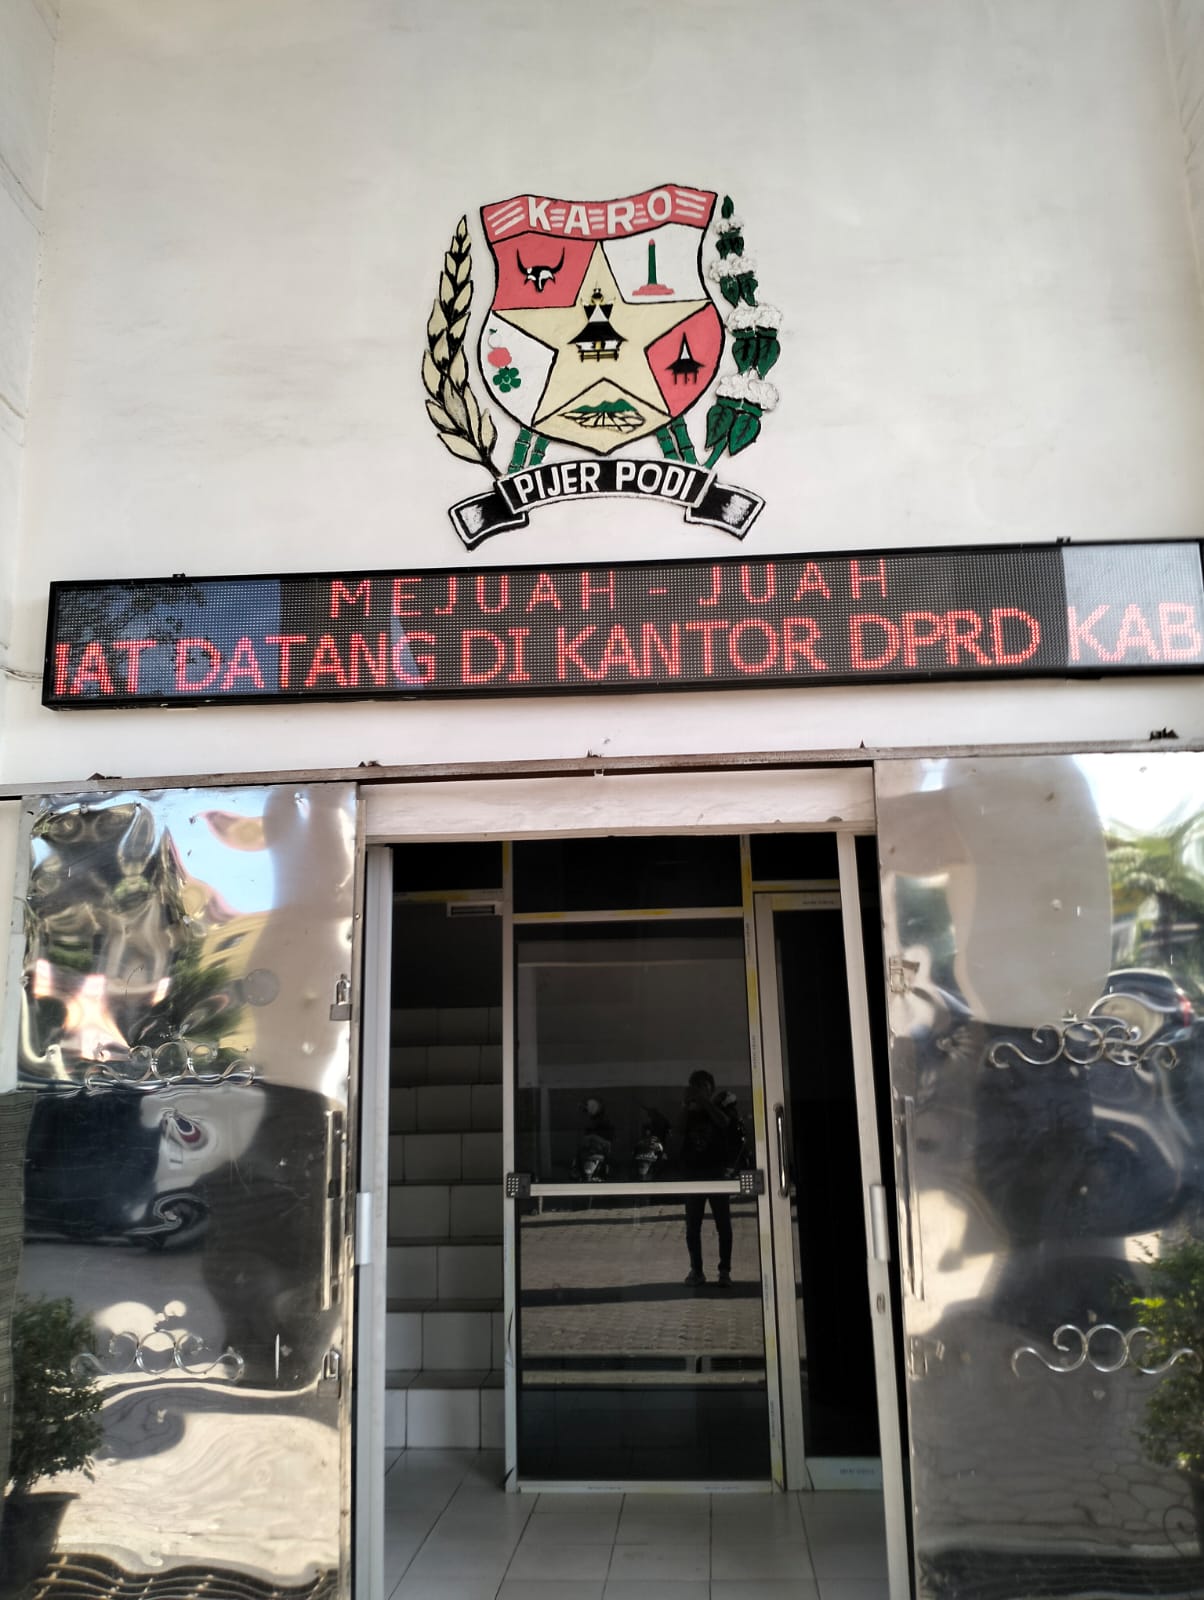 KARO
PIJER PODI
MEJUAH - JUAH
IAT DATANG DI KANTOR DPRD KAB